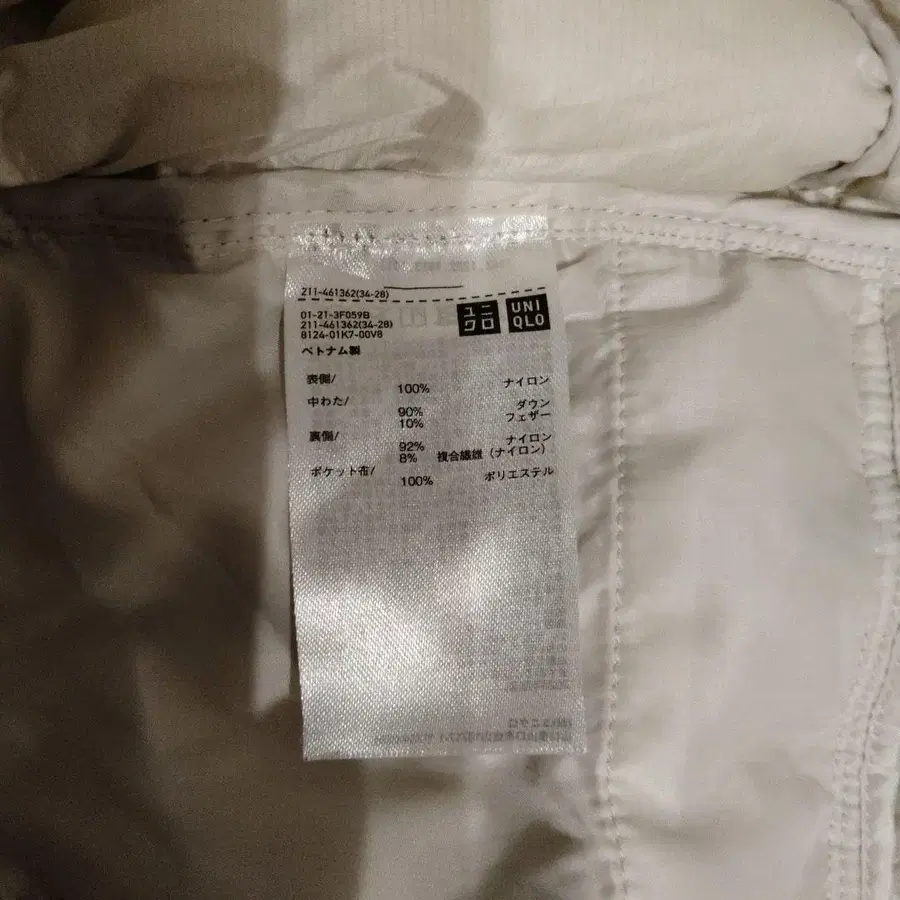 211-461362(34-28)
01-21-3F059B
211-461362(34-28)
8124-01K7-00V8
ユニ
クロ
UNI
QLO
ベトナム製
表側/ 100% ナイロン
中わた/ 90% ダウン
10% フェザー
裏側/ 92% ナイロン
8% 複合繊維(ナイロン)
ポケット布/ 100% ポリエステル